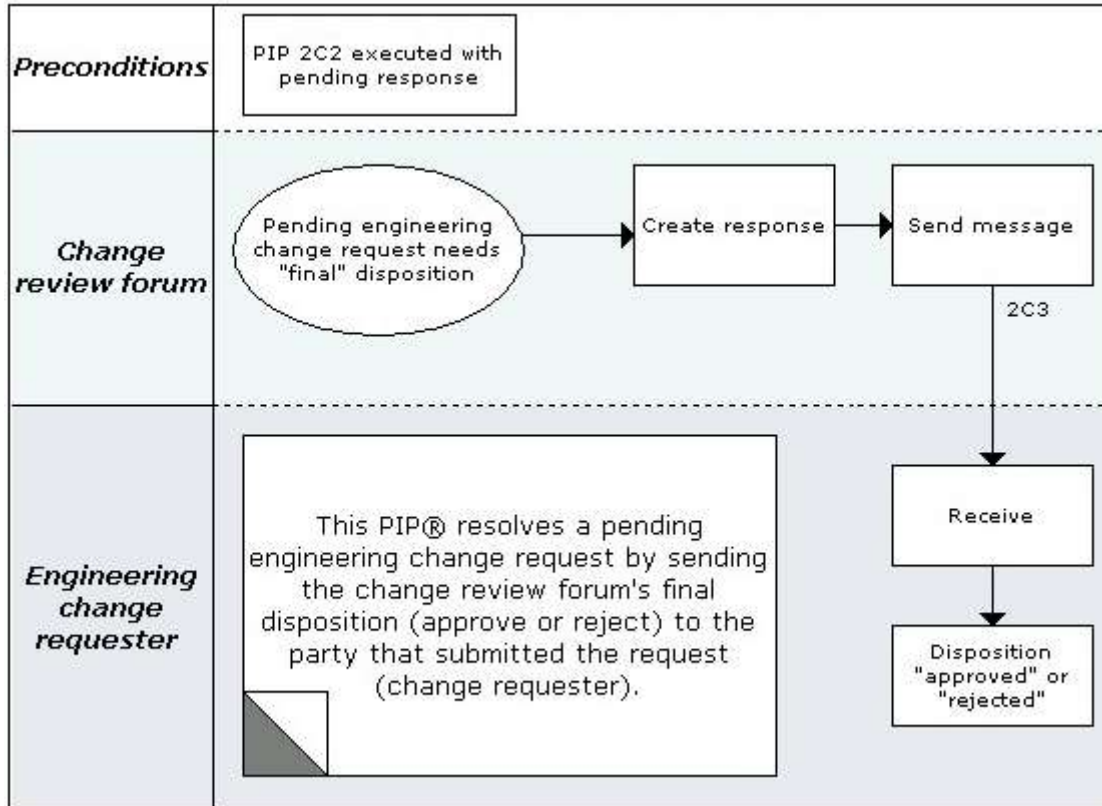 Preconditions
PIP 2C2 executed with
pending response
Change
review forum
Pending engineering
change request needs
"final" disposition
Create response
Send message
2C3
Engineering
change
requester
This PIP® resolves a pending
engineering change request by sending
the change review forum's final
disposition (approve or reject) to the
party that submitted the request
(change requester).
Receive
Disposition
"approved" or
"rejected"